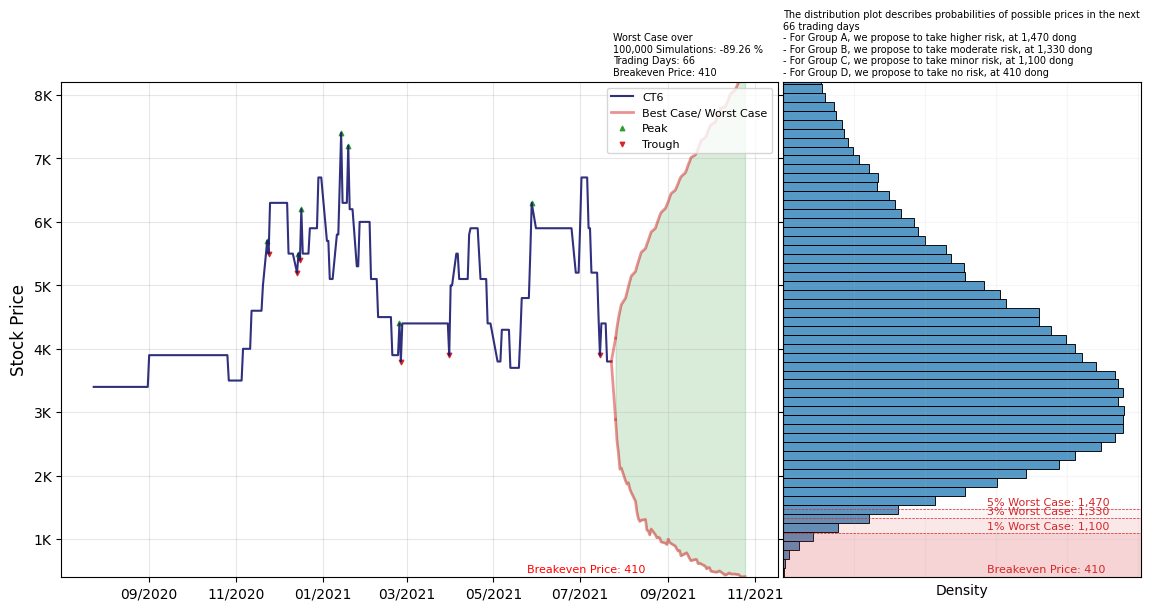 The distribution plot describes probabilities of possible prices in the next
66 trading days
- For Group A, we propose to take higher risk, at 1,470 dong
- For Group B, we propose to take moderate risk, at 1,330 dong
- For Group C, we propose to take minor risk, at 1,100 dong
- For Group D, we propose to take no risk, at 410 dong
Worst Case over
100,000 Simulations: -89.26 %
Trading Days: 66
Breakeven Price: 410
CT6
Best Case/ Worst Case
Peak
Trough
Stock Price
8K
7K
6K
5K
4K
3K
2K
1K
5% Worst Case: 1,470
3% Worst Case: 1,330
1% Worst Case: 1,100
Breakeven Price: 410
Breakeven Price: 410
09/2020
11/2020
01/2021
03/2021
05/2021
07/2021
09/2021
11/2021
Density